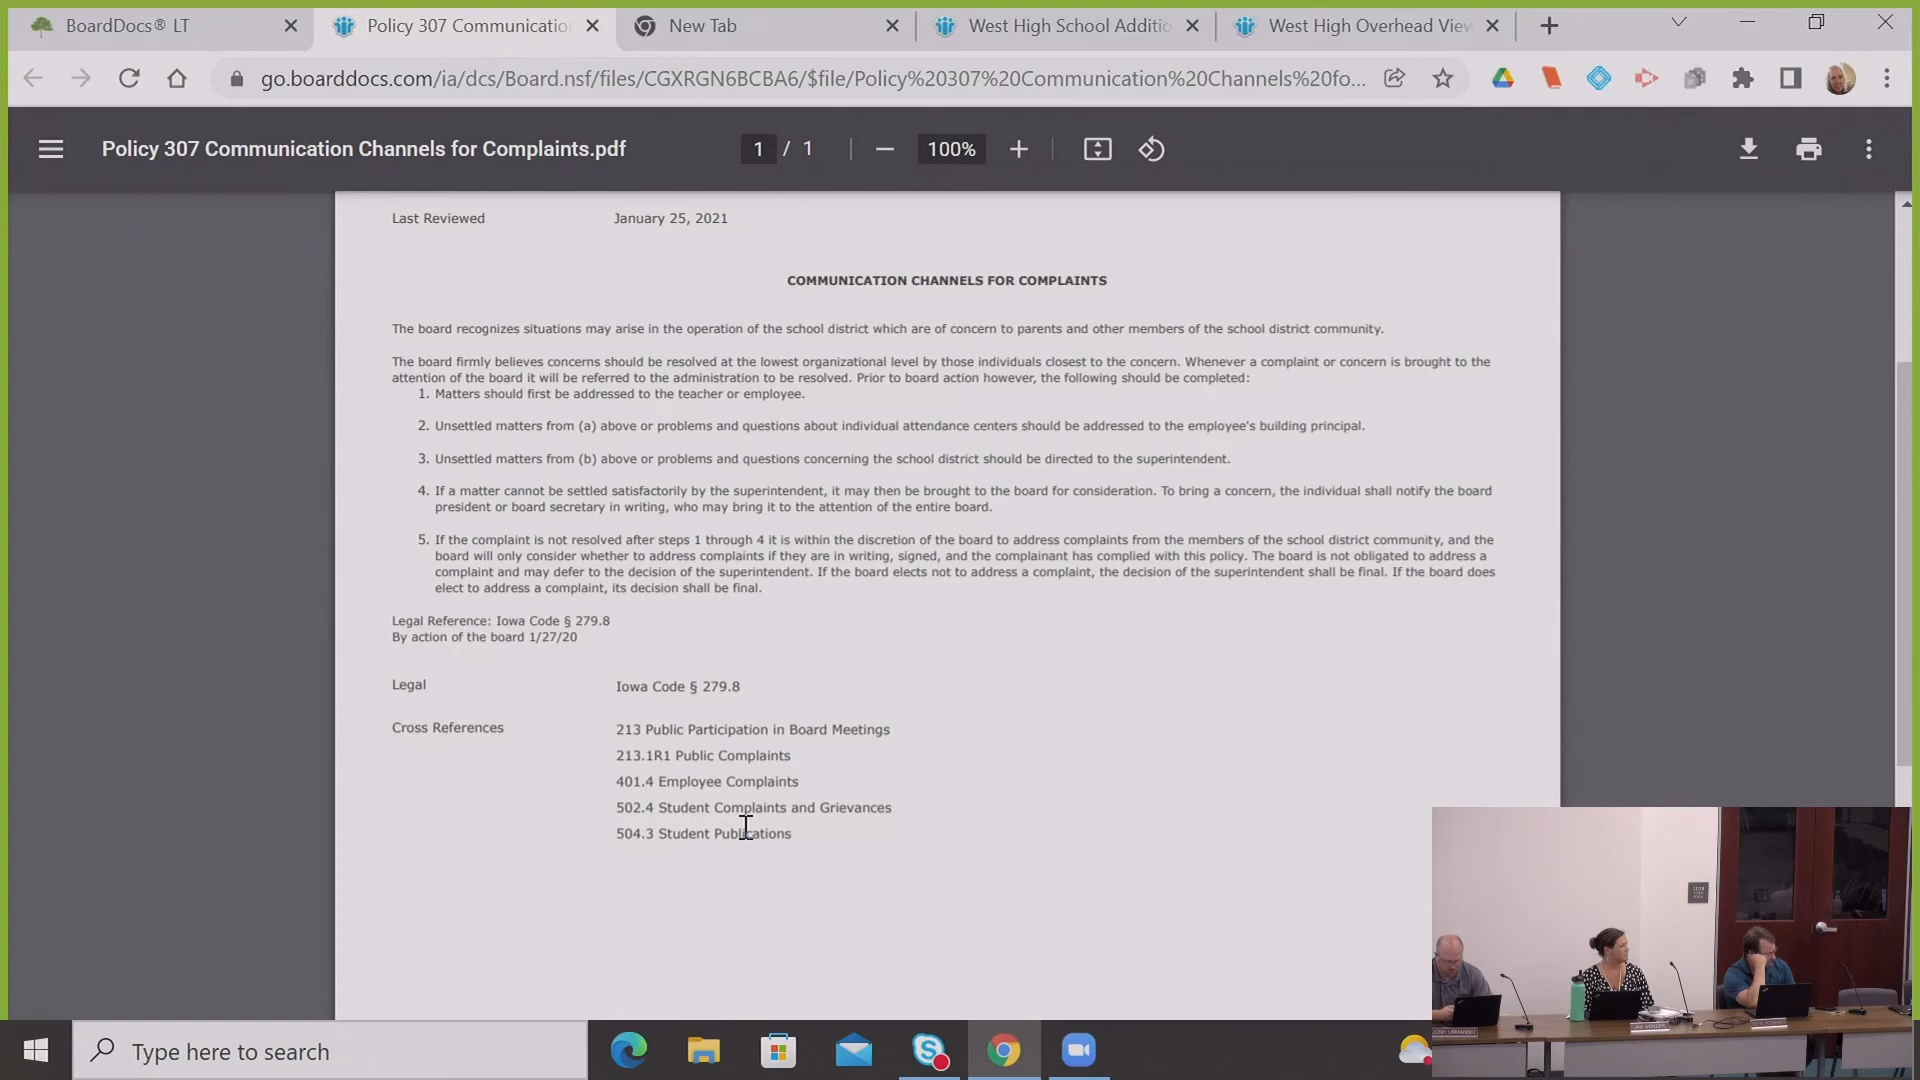 BoardDocs® LT
Policy 307 Communication
New Tab
West High School Additio
West High Overhead View
go.boarddocs.com/ia/dcs/Board.nsf/files/CGXRGN6BCBA6/$file/Policy%20307%20Communication%20Channels%20fo...
Policy 307 Communication Channels for Complaints.pdf
1 / 1
100%
Last Reviewed January 25, 2021
COMMUNICATION CHANNELS FOR COMPLAINTS
The board recognizes situations may arise in the operation of the school district which are of concern to parents and other members of the school district community.
The board firmly believes concerns should be resolved at the lowest organizational level by those individuals closest to the concern. Whenever a complaint or concern is brought to the
attention of the board it will be referred to the administration to be resolved. Prior to board action however, the following should be completed:
1. Matters should first be addressed to the teacher or employee.
2. Unsettled matters from (a) above or problems and questions about individual attendance centers should be addressed to the employee's building principal.
3. Unsettled matters from (b) above or problems and questions concerning the school district should be directed to the superintendent.
4. If a matter cannot be settled satisfactorily by the superintendent, it may then be brought to the board for consideration. To bring a concern, the individual shall notify the board
president or board secretary in writing, who may bring it to the attention of the entire board.
5. If the complaint is not resolved after steps 1 through 4 it is within the discretion of the board to address complaints from the members of the school district community, and the
board will only consider whether to address complaints if they are in writing, signed, and the complainant has complied with this policy. The board is not obligated to address a
complaint and may defer to the decision of the superintendent. If the board elects not to address a complaint, the decision of the superintendent shall be final. If the board does
elect to address a complaint, its decision shall be final.
Legal Reference: Iowa Code § 279.8
By action of the board 1/27/20
Legal Iowa Code § 279.8
Cross References 213 Public Participation in Board Meetings
213.1R1 Public Complaints
401.4 Employee Complaints
502.4 Student Complaints and Grievances
504.3 Student Publications
Type here to search